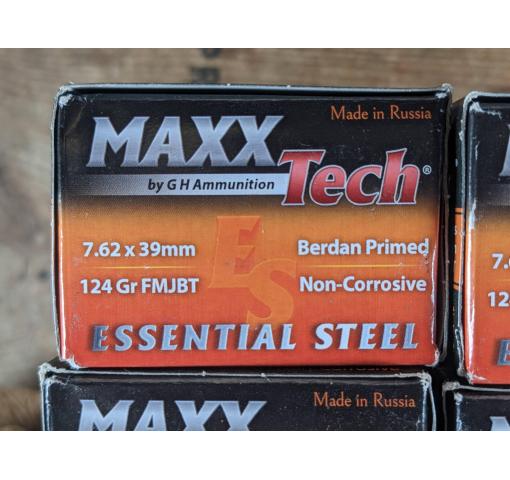 Made in Russia
MAXX
by G H Ammunition Tech®
7.62 x 39mm Berdan Primed
ES
124 Gr FMJBT Non-Corrosive
ESSENTIAL STEEL
MAXX
Made in Russia